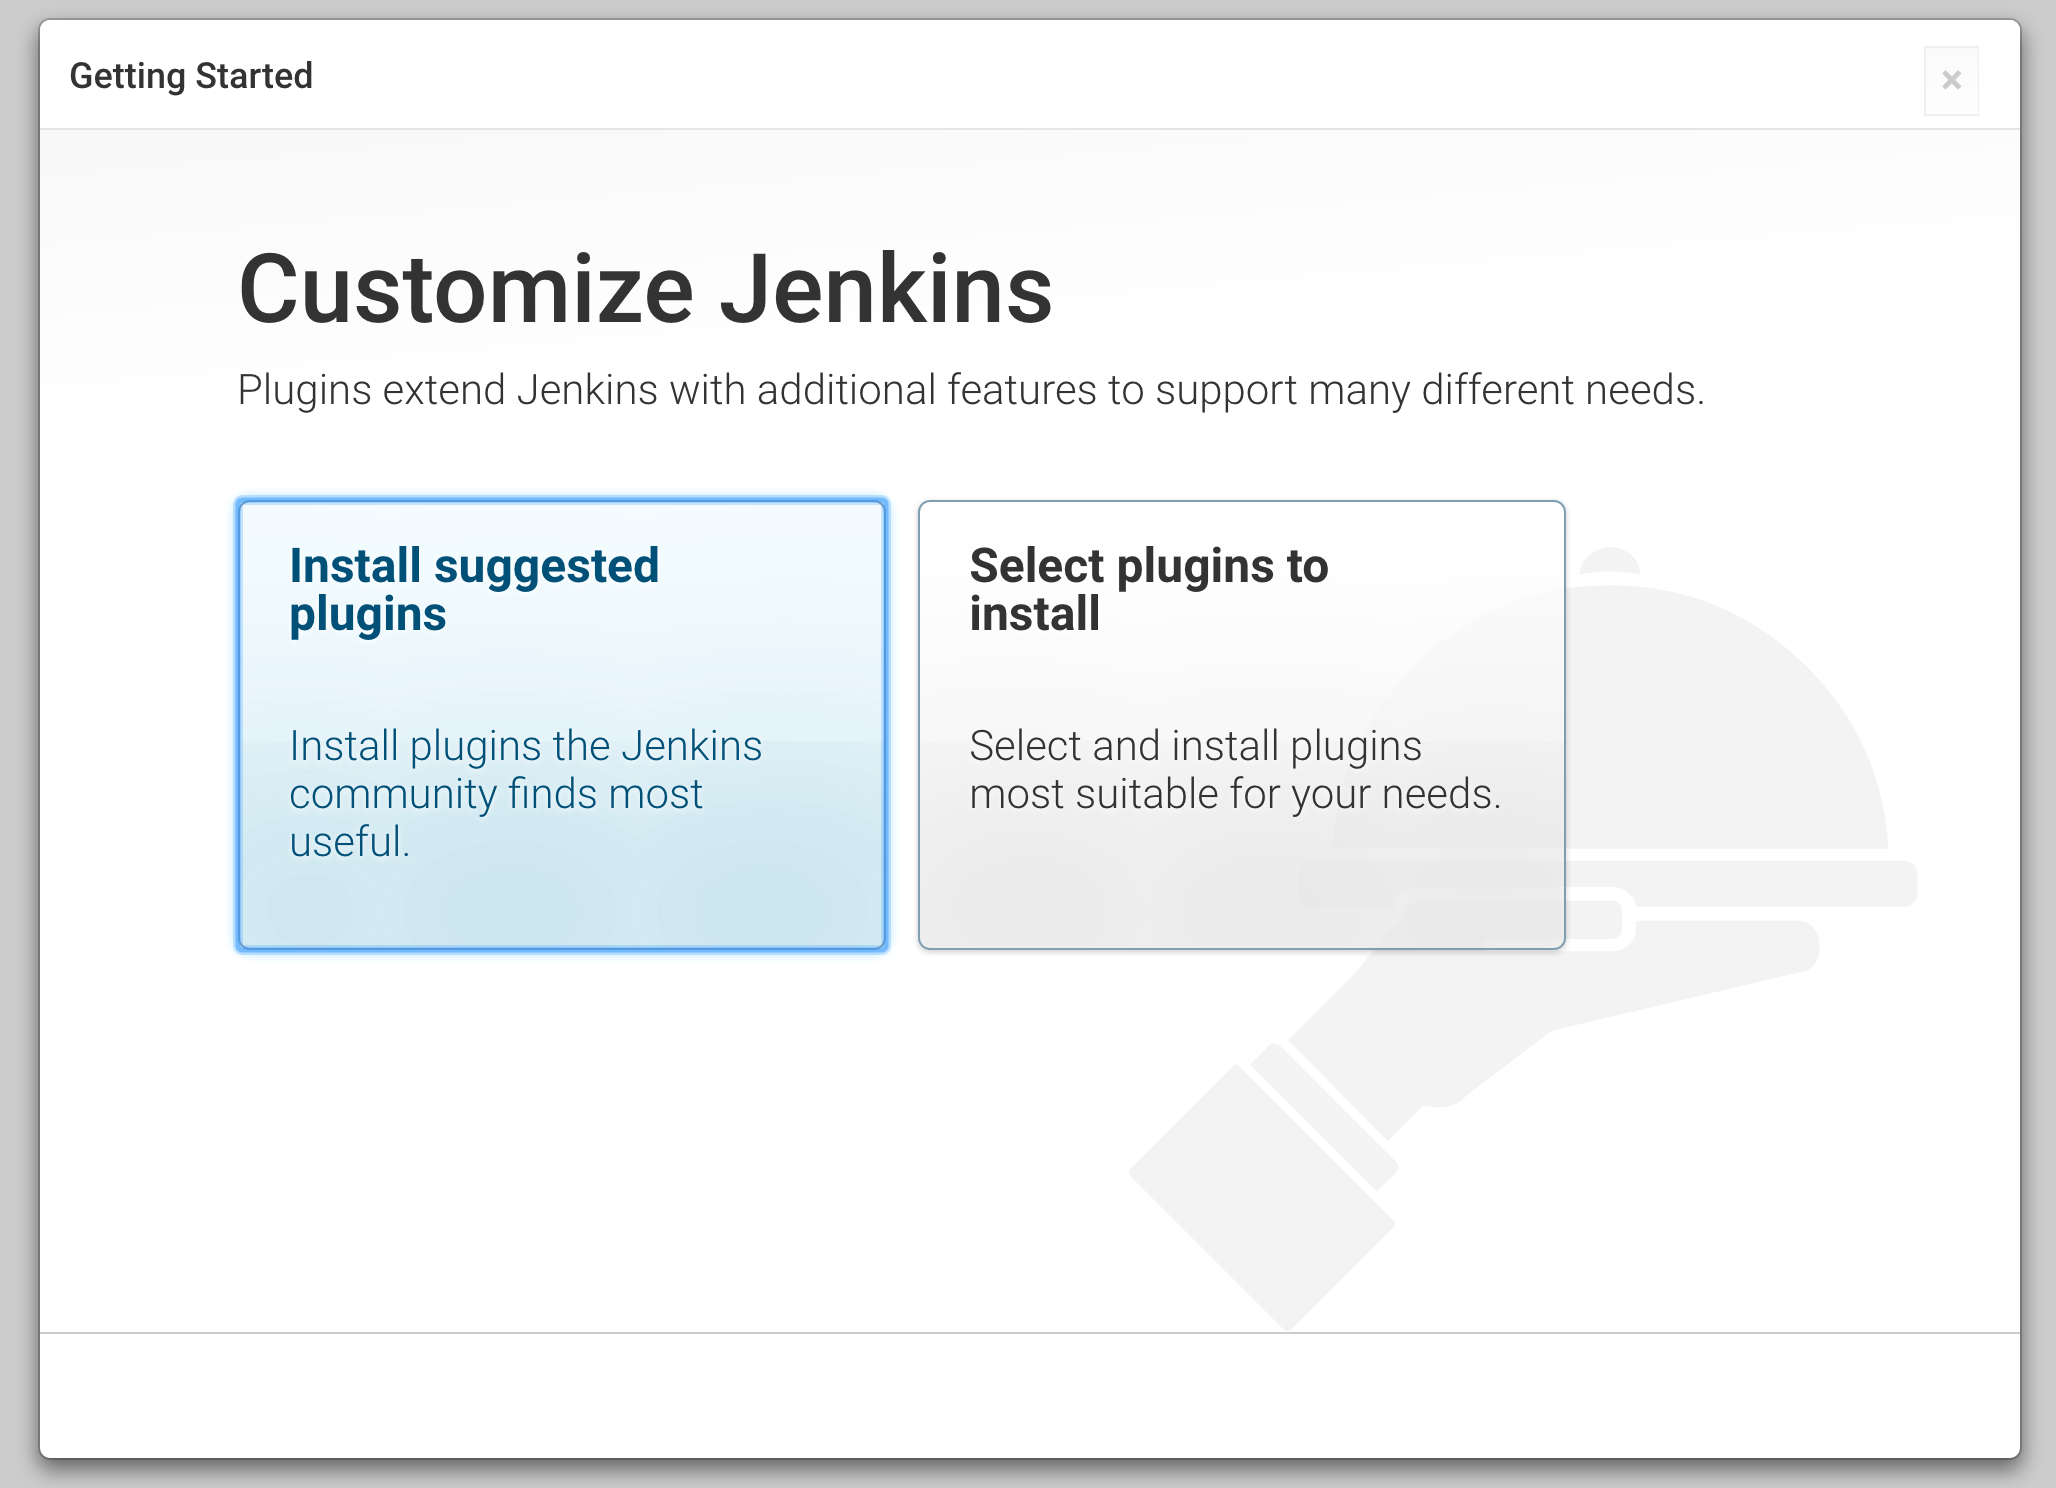 Getting Started
×
Customize Jenkins
Plugins extend Jenkins with additional features to support many different needs.
Install suggested
plugins
Install plugins the Jenkins
community finds most
useful.
Select plugins to
install
Select and install plugins
most suitable for your needs.